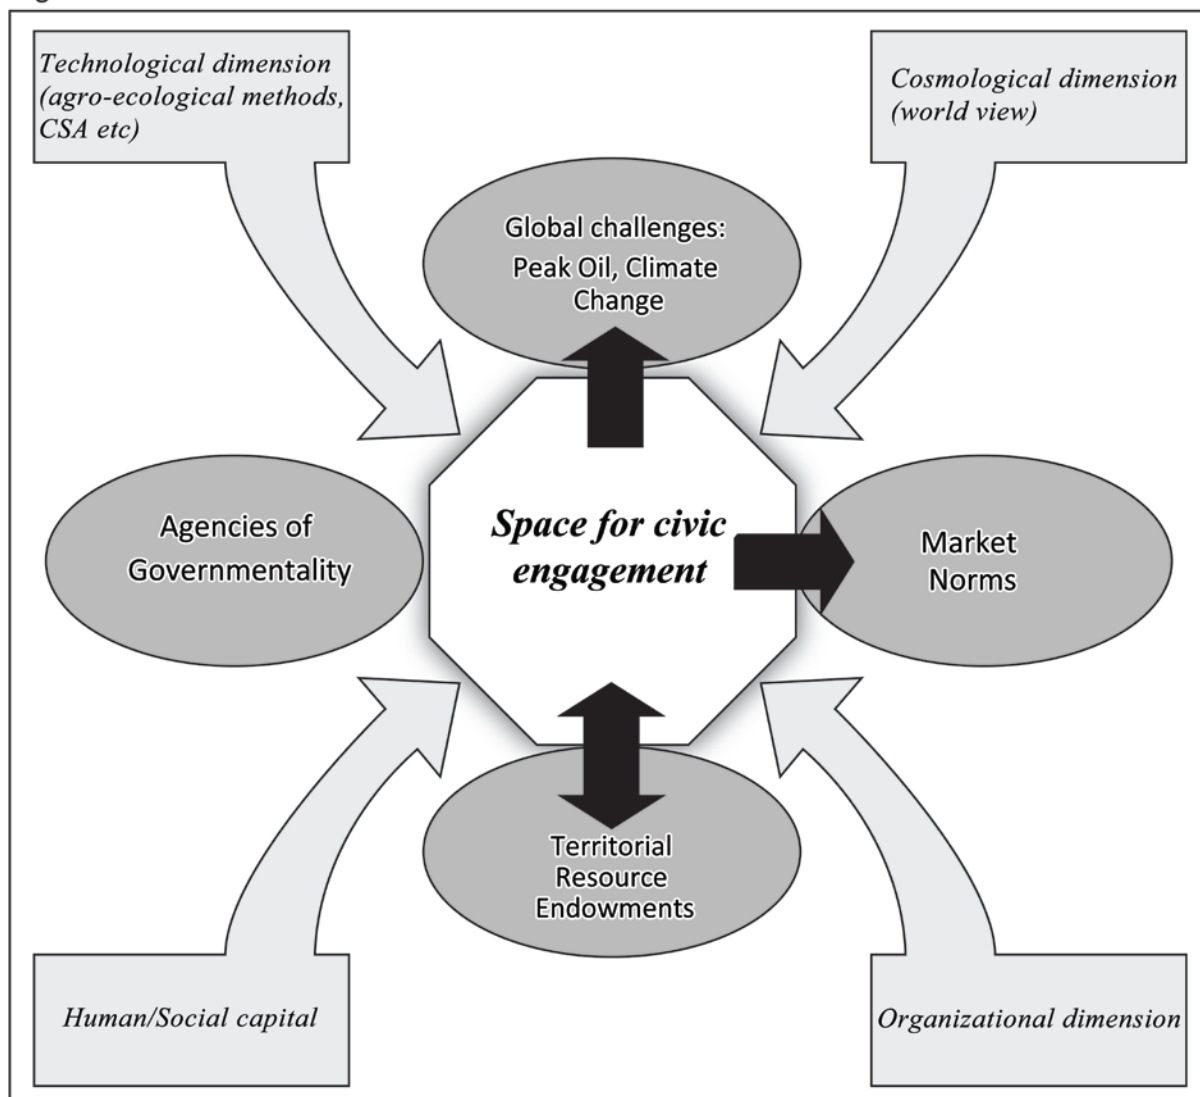 Technological dimension
(agro-ecological methods,
CSA etc)
Cosmological dimension
(world view)
Global challenges:
Peak Oil, Climate
Change
Agencies of
Governmentality
Space for civic
engagement
Market
Norms
Territorial
Resource
Endowments
Human/Social capital
Organizational dimension